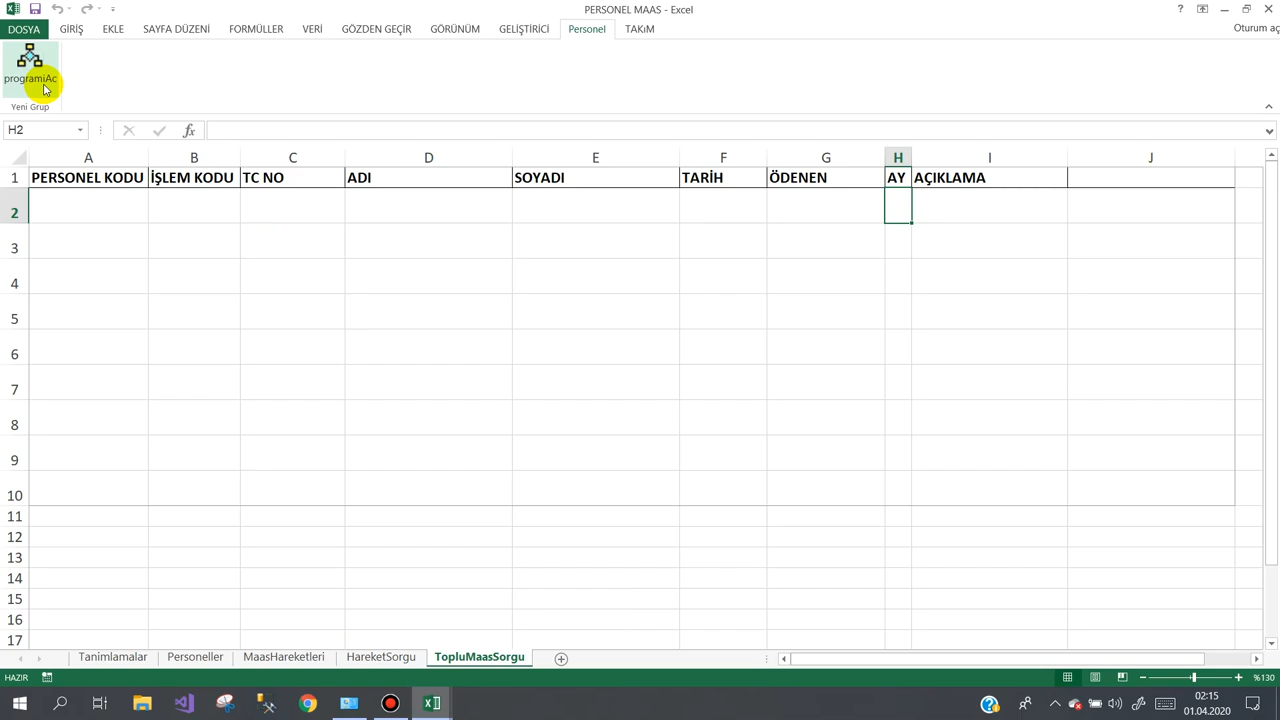 PERSONEL MAAS - Excel
DOSYA GİRİŞ EKLE SAYFA DÜZENİ FORMÜLLER VERİ GÖZDEN GEÇİR GÖRÜNÜM GELİŞTİRİCİ Personel TAKıM Oturum aç
programiAc
Yeni Grup
H2 fx
A B C D E F G H I J
1 PERSONEL KODU İŞLEM KODU TC NO ADI SOYADI TARİH ÖDENEN AY AÇIKLAMA
2
3
4
5
6
7
8
9
10
11
12
13
14
15
16
17
Tanimlamalar Personeller MaasHareketleri HareketSorgu TopluMaasSorgu
HAZIR %130
02:15
01.04.2020